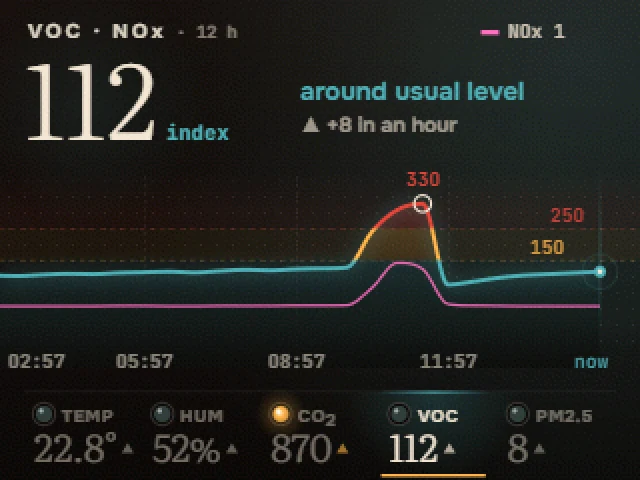 VOC · NOx · 12 h
NOx 1
112 index
around usual level
▲ +8 in an hour
330
250
150
02:57 05:57 08:57 11:57 now
TEMP HUM CO₂ VOC PM2.5
22.8° ▲ 52% ▲ 870 ▲ 112 ▲ 8 ▲